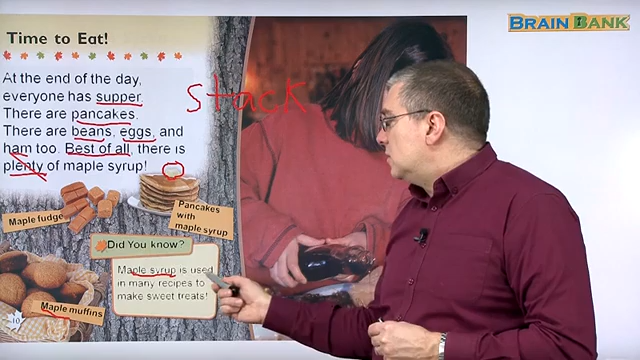 BRAIN BANK
Time to Eat!
At the end of the day,
everyone has supper.
There are pancakes.
There are beans, eggs, and
ham too. Best of all, there is
plenty of maple syrup!
stack
Maple fudge
Pancakes
with
maple syrup
Did You know?
Maple syrup is used
in many recipes to
make sweet treats!
Maple muffins
10